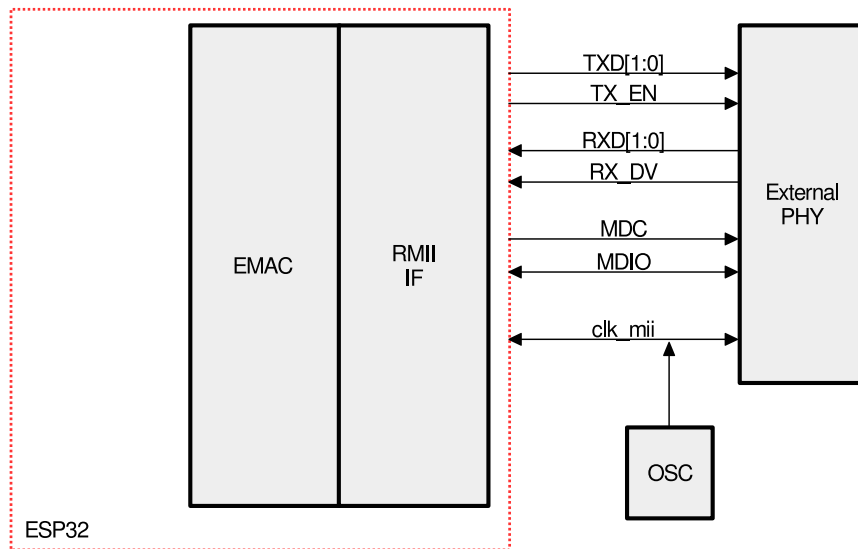 TXD[1:0]
TX_EN
RXD[1:0]
RX_DV
EMAC
RMII
IF
MDC
MDIO
External
PHY
clk_mii
OSC
ESP32